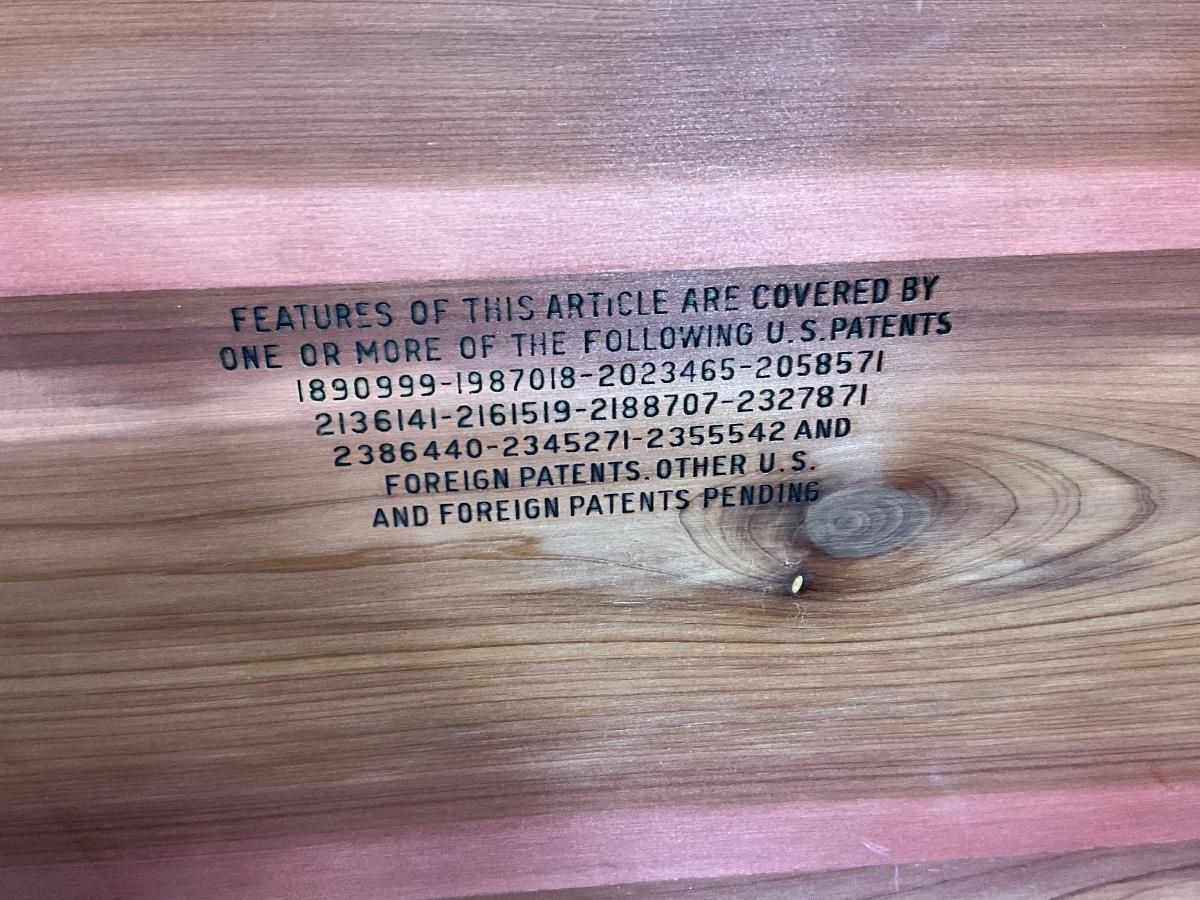 FEATURES OF THIS ARTICLE ARE COVERED BY
ONE OR MORE OF THE FOLLOWING U.S.PATENTS
1890999-1987018-2023465-2058571
2136141-2161519-2188707-2327871
2386440-2345271-2355542 AND
FOREIGN PATENTS.OTHER U.S.
AND FOREIGN PATENTS PENDING